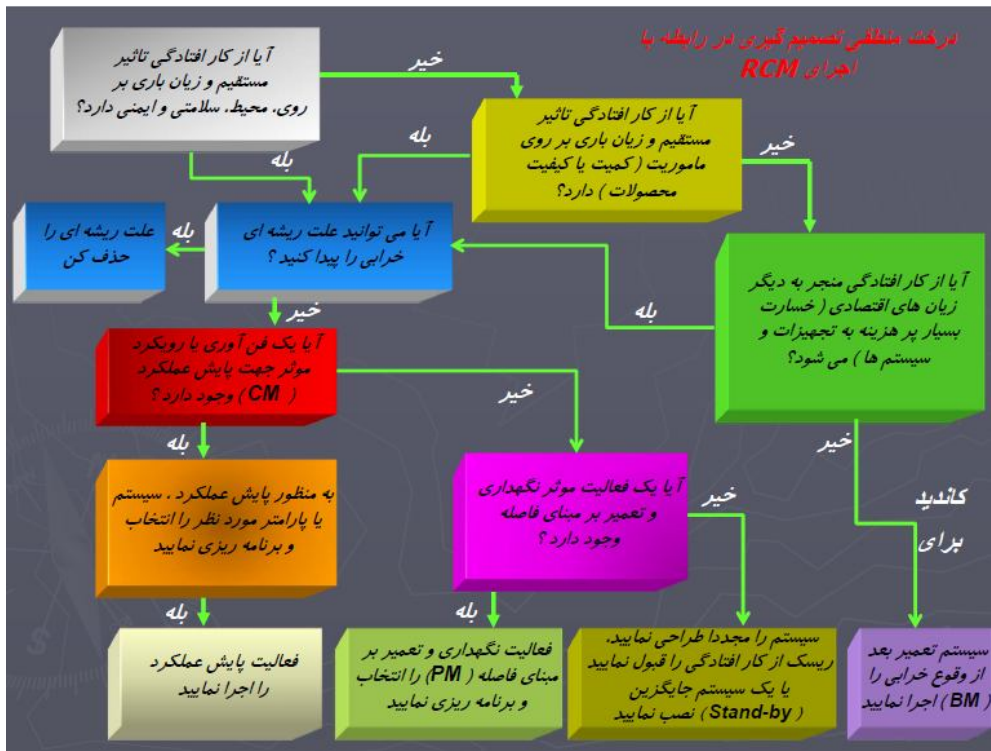 درخت منطقی تصمیم گیری در رابطه با
اجرای RCM
آیا از کار افتادگی تاثیر
مستقیم و زیان باری بر
روی، محیط، سلامتی و ایمنی دارد؟
خیر
بله
آیا از کار افتادگی تاثیر
مستقیم و زیان باری بر روی
ماموریت ( کمیت یا کیفیت
محصولات ) دارد؟
خیر
بله
آیا از کار افتادگی منجر به دیگر
زیان های اقتصادی ( خسارت
بسیار پر هزینه به تجهیزات و
سیستم ها ) می شود؟
بله
خیر
کاندید
برای
آیا می توانید علت ریشه ای
خرابی را پیدا کنید ؟
بله
علت ریشه ای را
حذف کن
خیر
آیا یک فن آوری یا رویکرد
موثر جهت پایش عملکرد
( CM ) وجود دارد ؟
خیر
بله
به منظور پایش عملکرد ، سیستم
یا پارامتر مورد نظر را انتخاب
و برنامه ریزی نمایید
بله
آیا یک فعالیت موثر نگهداری
و تعمیر بر مبنای فاصله
وجود دارد ؟
خیر
بله
فعالیت پایش عملکرد
را اجرا نمایید
فعالیت نگهداری و تعمیر بر
مبنای فاصله ( PM ) را انتخاب
و برنامه ریزی نمایید
سیستم را مجددا طراحی نمایید،
ریسک از کار افتادگی را قبول نمایید
یا یک سیستم جایگزین
( Stand-by ) نصب نمایید
سیستم تعمیر بعد
از وقوع خرابی را
( BM ) اجرا نمایید